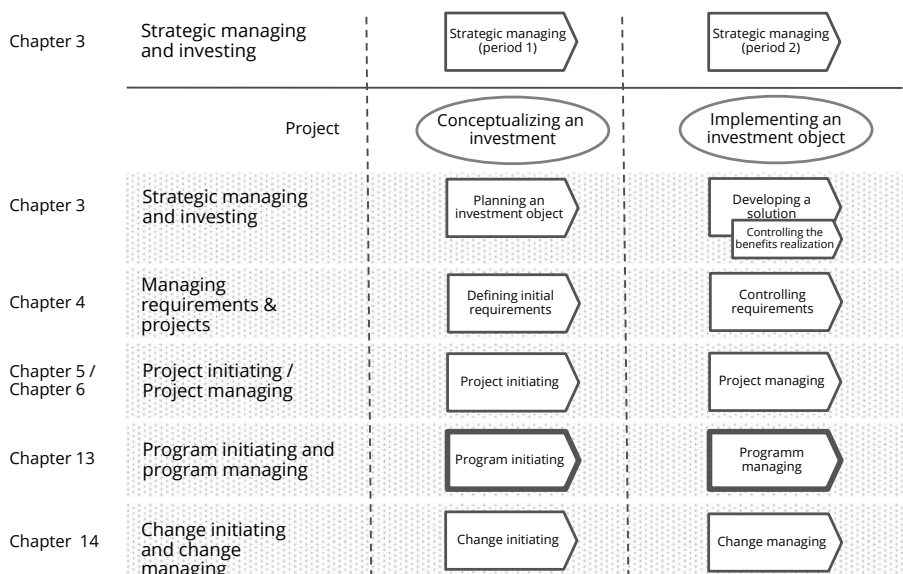 Chapter 3
Strategic managing
and investing
Strategic managing
(period 1)
Strategic managing
(period 2)
Project
Conceptualizing an
investment
Implementing an
investment object
Chapter 3
Strategic managing
and investing
Planning an
investment object
Developing a
solution
Controlling the
benefits realization
Chapter 4
Managing
requirements &
projects
Defining initial
requirements
Controlling
requirements
Chapter 5 /
Chapter 6
Project initiating /
Project managing
Project initiating
Project managing
Chapter 13
Program initiating and
program managing
Program initiating
Programm
managing
Chapter 14
Change initiating
and change
managing
Change initiating
Change managing